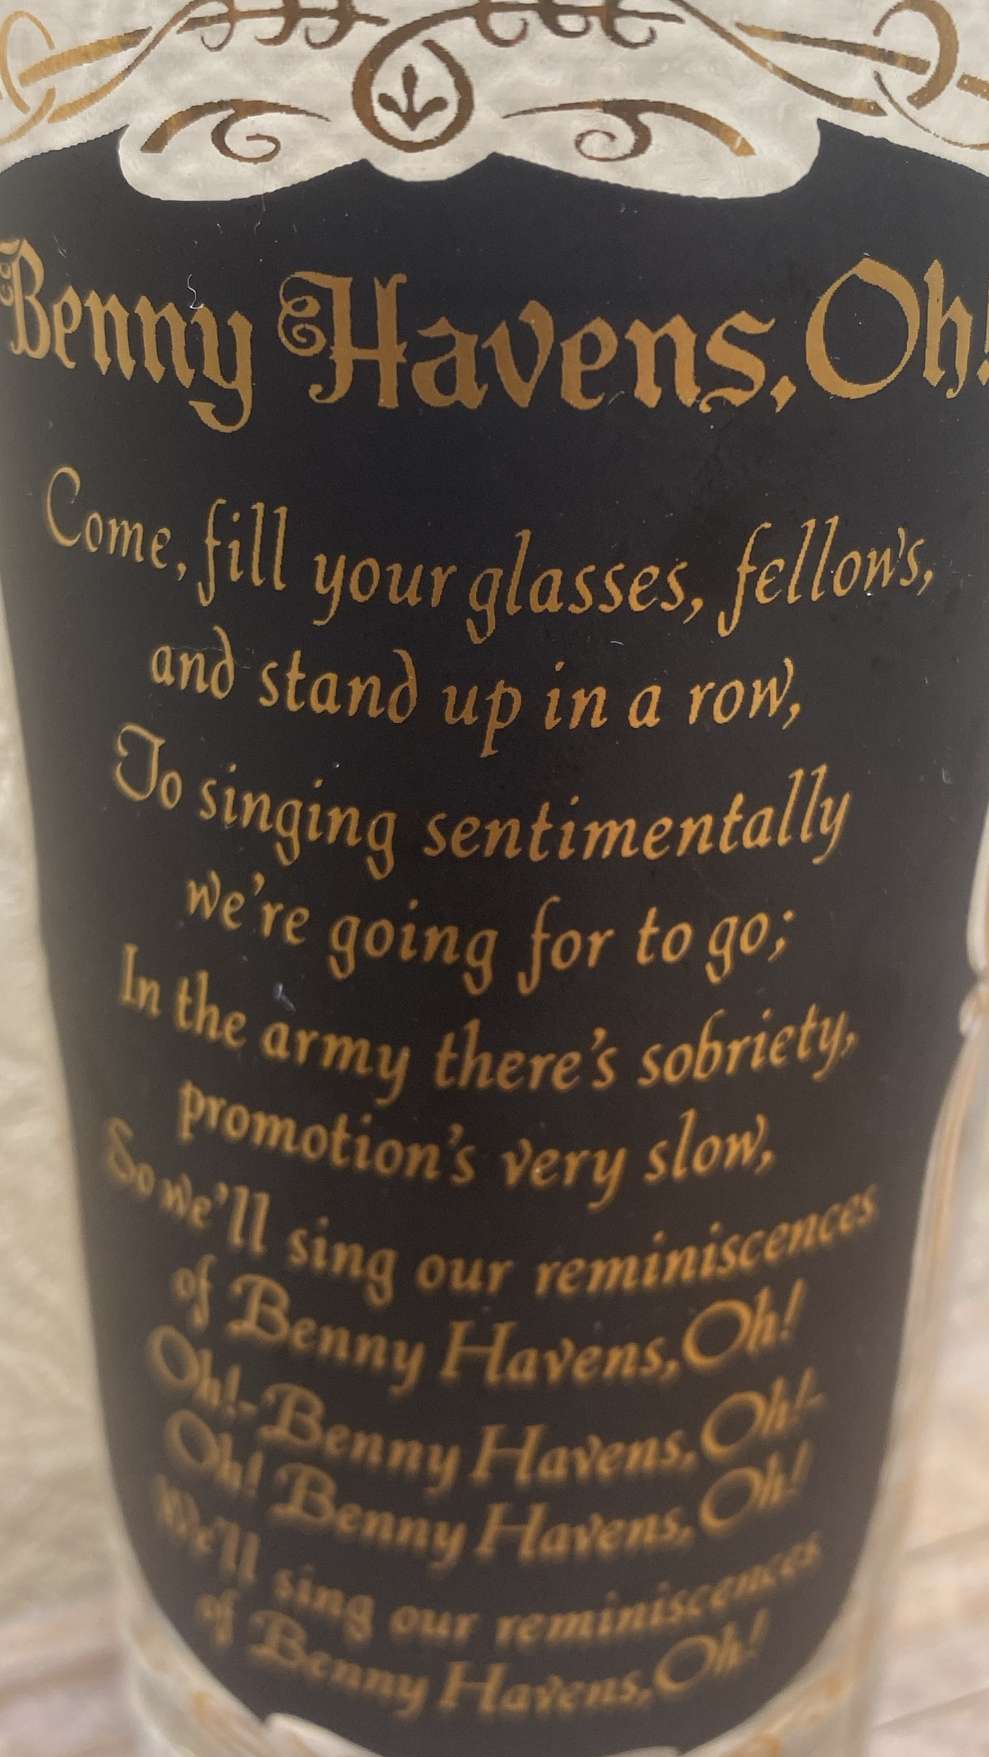 Benny Havens, Oh!
Come, fill your glasses, fellows,
and stand up in a row,
To singing sentimentally
we're going for to go;
In the army there's sobriety,
promotion's very slow,
So we'll sing our reminiscences
of Benny Havens, Oh!
Oh!-Benny Havens, Oh!-
Oh! Benny Havens, Oh!
We'll sing our reminiscences
of Benny Havens, Oh!